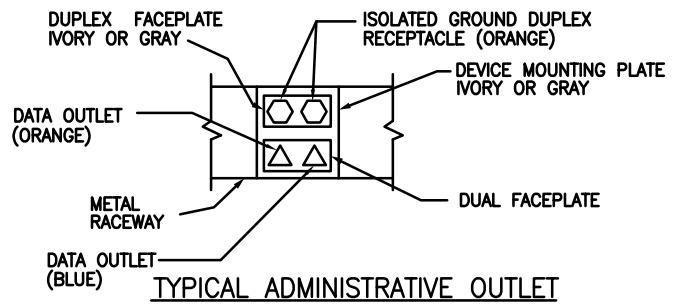 DUPLEX FACEPLATE
IVORY OR GRAY
ISOLATED GROUND DUPLEX
RECEPTACLE (ORANGE)
DEVICE MOUNTING PLATE
IVORY OR GRAY
DATA OUTLET
(ORANGE)
METAL
RACEWAY
DUAL FACEPLATE
DATA OUTLET
(BLUE)
TYPICAL ADMINISTRATIVE OUTLET